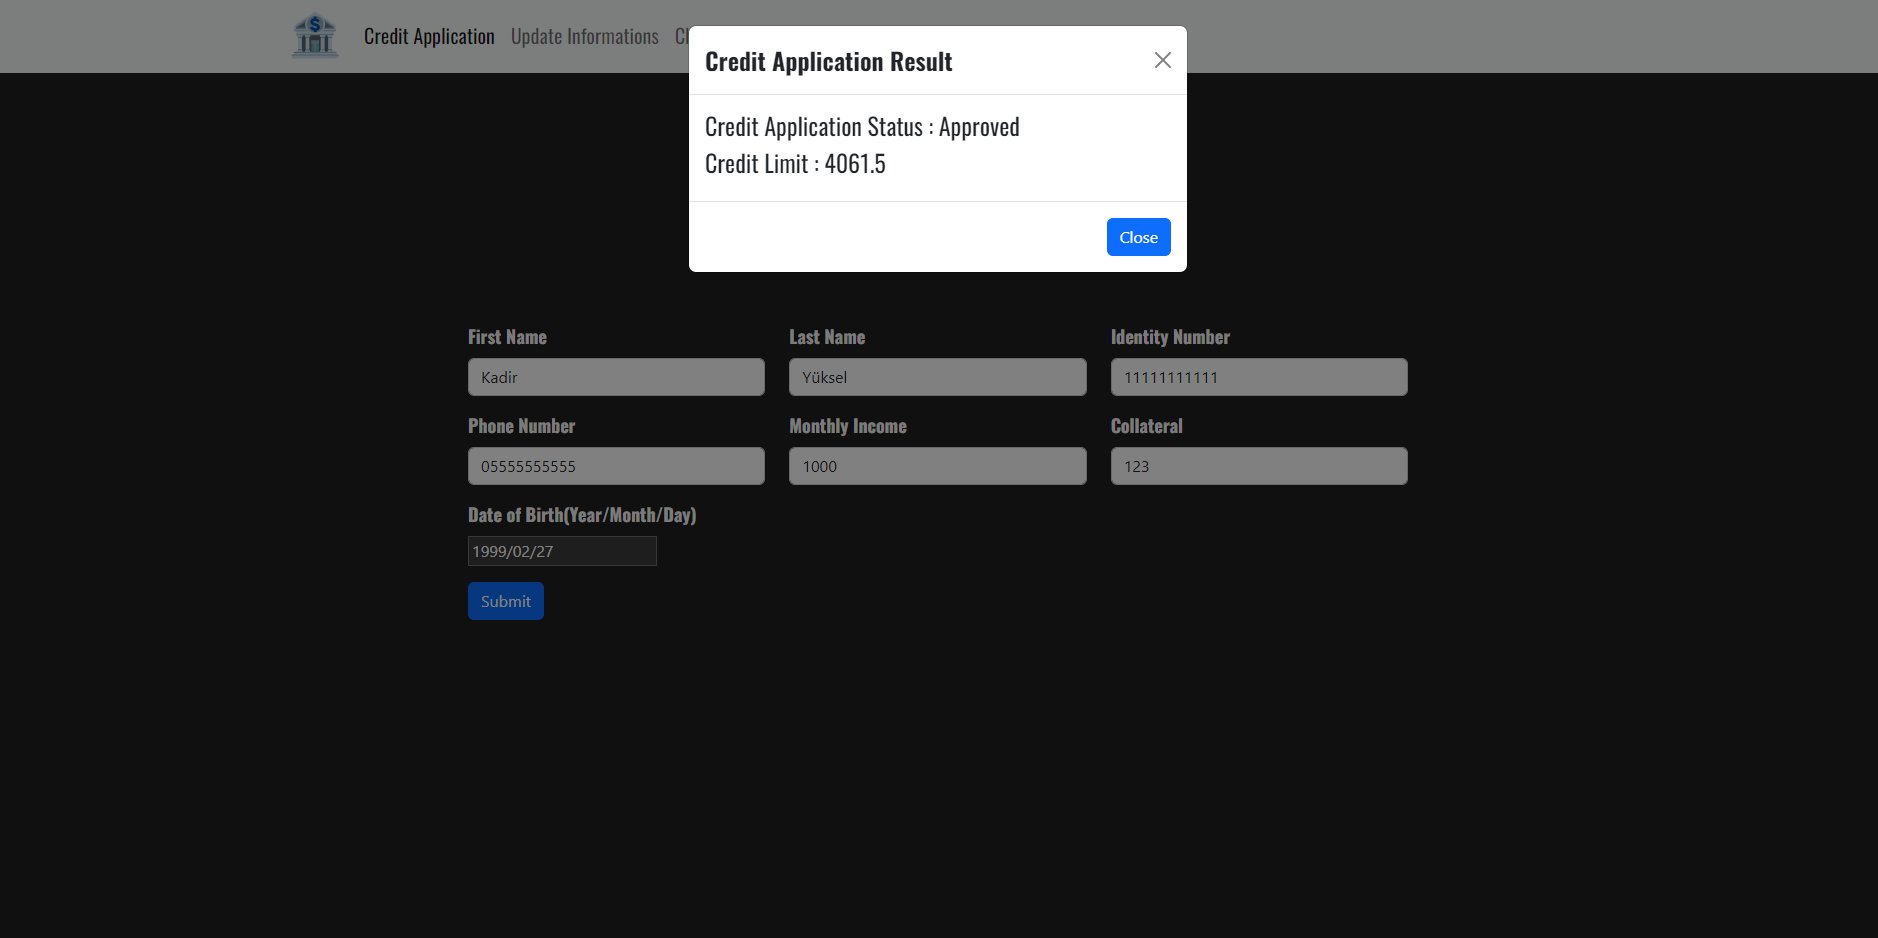 $
Credit Application Update Informations Cl
Credit Application Result
Credit Application Status : Approved
Credit Limit : 4061.5
Close
First Name Last Name Identity Number
Kadir Yüksel 11111111111
Phone Number Monthly Income Collateral
05555555555 1000 123
Date of Birth(Year/Month/Day)
1999/02/27
Submit